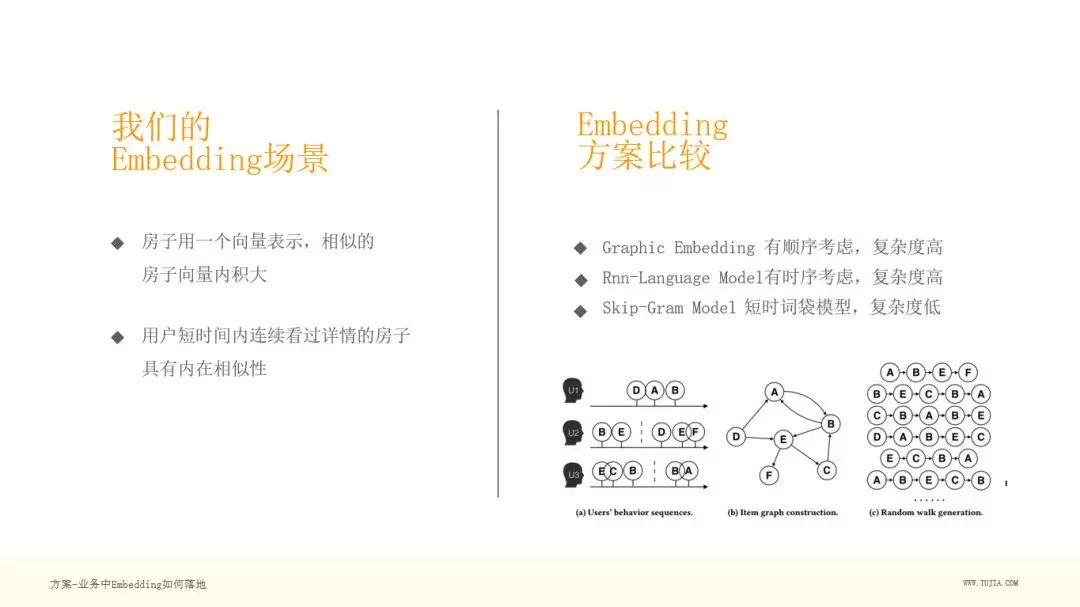 我们的
Embedding场景
◆ 房子用一个向量表示，相似的
房子向量内积大
◆ 用户短时间内连续看过详情的房子
具有内在相似性
Embedding
方案比较
◆ Graphic Embedding 有顺序考虑，复杂度高
◆ Rnn-Language Model有时序考虑，复杂度高
◆ Skip-Gram Model 短时词袋模型，复杂度低
U1 D A B
U2 B E D E F
U3 E C B B A
(a) Users' behavior sequences.
A
B
D
E
F
C
(b) Item graph construction.
A B E F
B E C B A
C B A B E
D A B E C
E C B A
A B E C B
......
(c) Random walk generation.
方案-业务中Embedding如何落地
WWW.TUJIA.COM